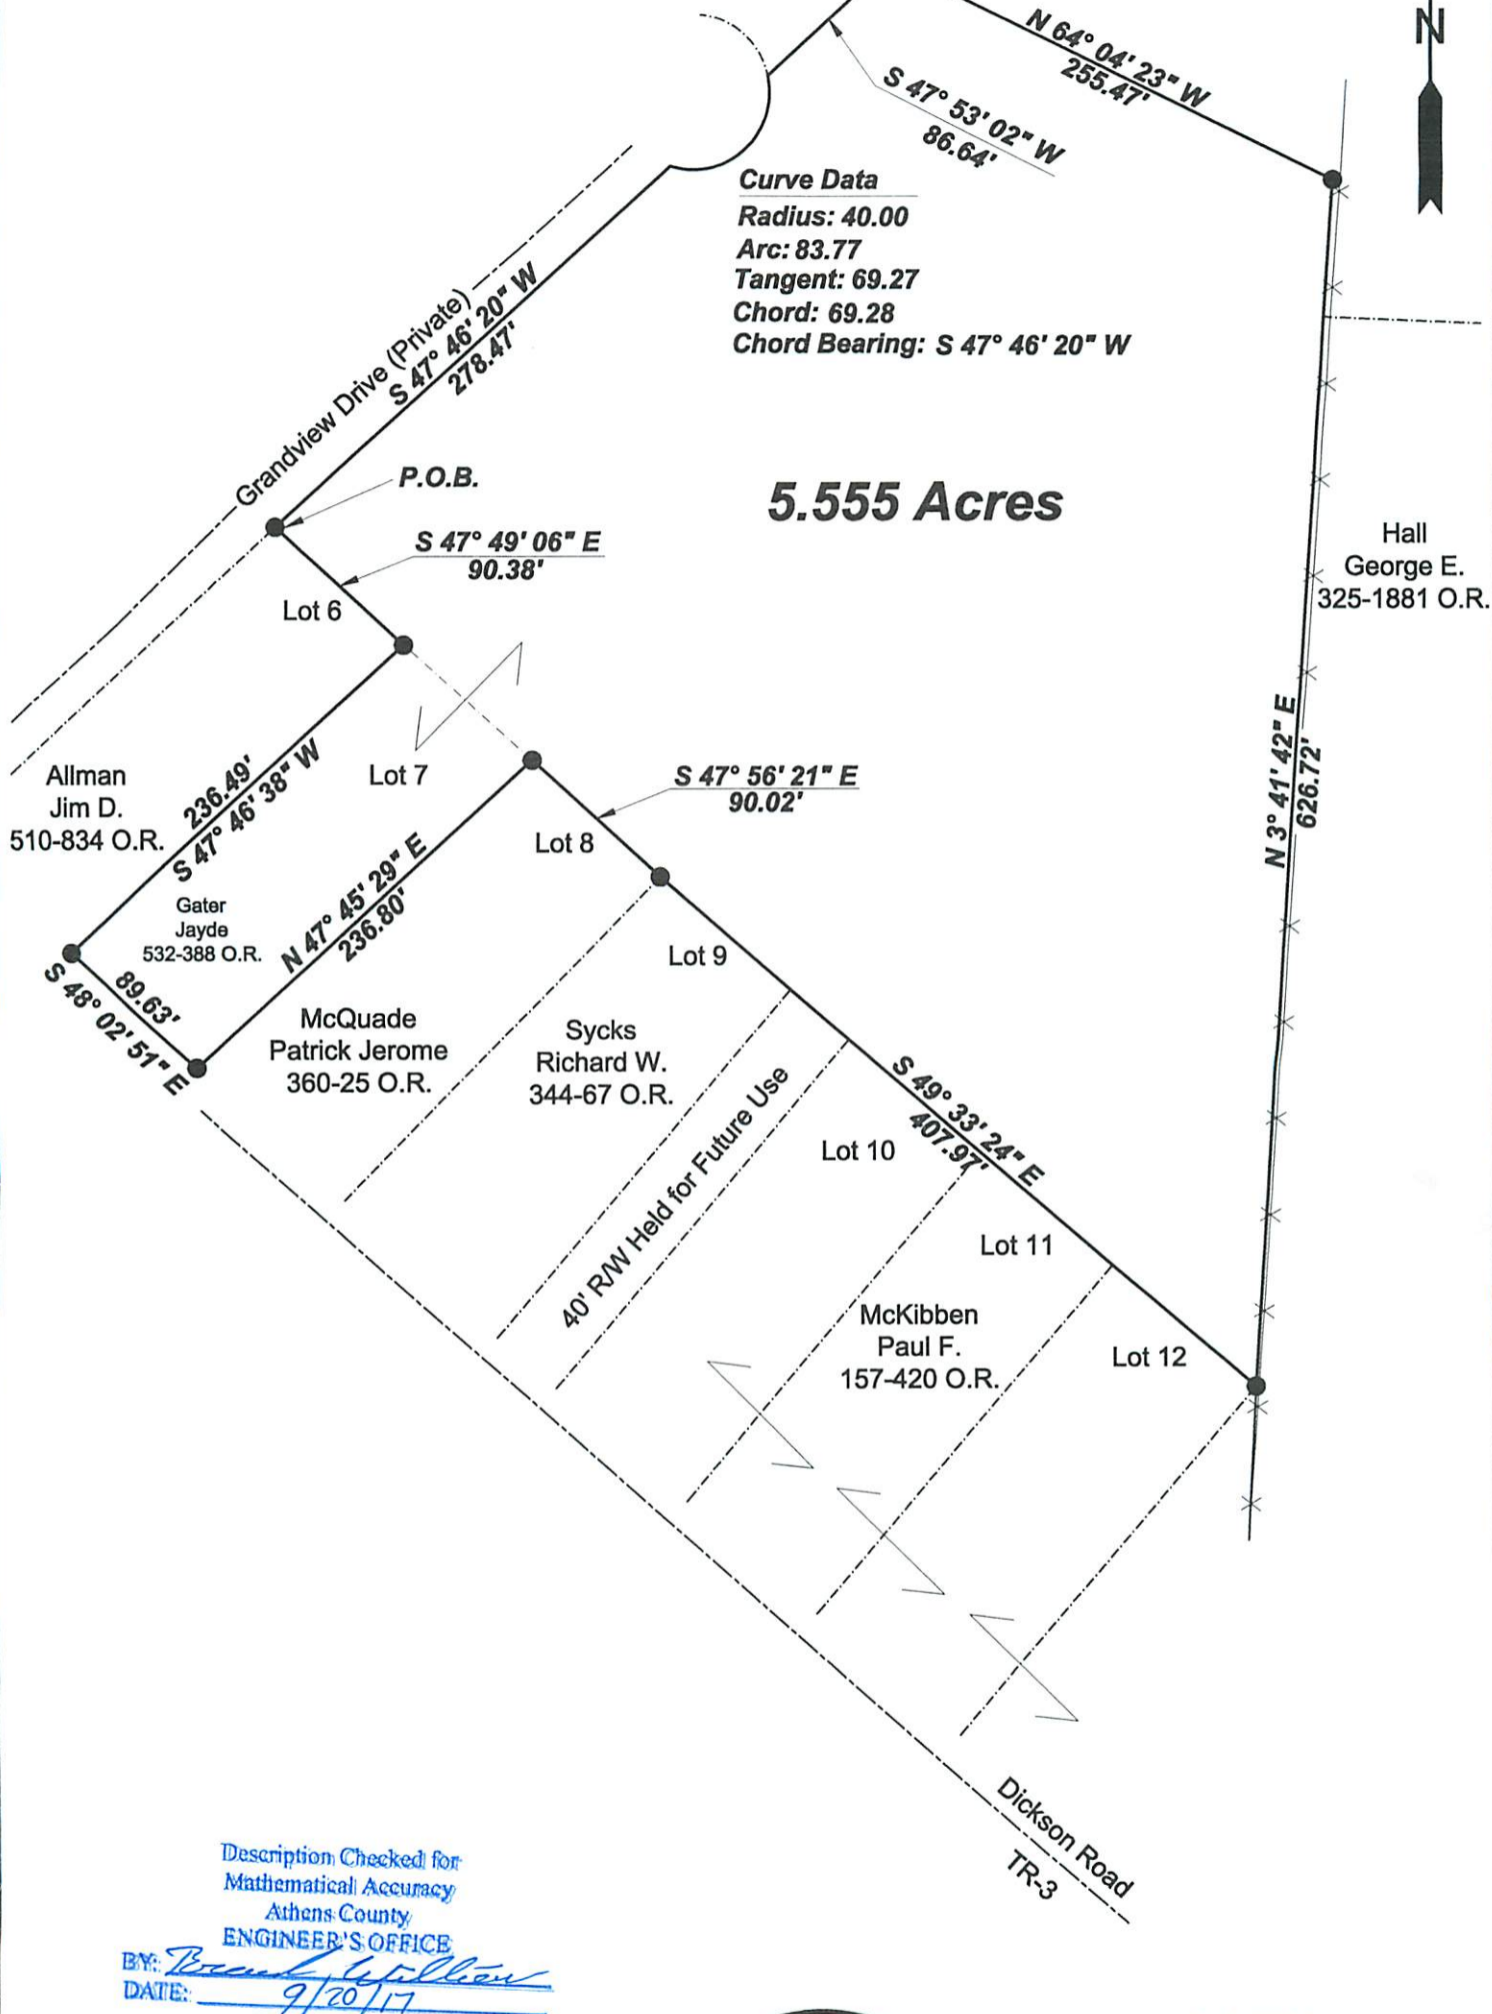 N
N 64° 04' 23" W
255.47'
S 47° 53' 02" W
86.64'
Curve Data
Radius: 40.00
Arc: 83.77
Tangent: 69.27
Chord: 69.28
Chord Bearing: S 47° 46' 20" W
Grandview Drive (Private)
S 47° 46' 20" W
278.47'
P.O.B.
5.555 Acres
S 47° 49' 06" E
90.38'
Hall
George E.
325-1881 O.R.
Lot 6
N 3° 41' 42" E
626.72'
Allman
Jim D.
510-834 O.R.
236.49'
S 47° 46' 38" W
Lot 7
S 47° 56' 21" E
90.02'
Lot 8
Gater
Jayde
532-388 O.R.
N 47° 45' 29" E
236.80'
89.63'
S 48° 02' 51" E
Lot 9
McQuade
Patrick Jerome
360-25 O.R.
Sycks
Richard W.
344-67 O.R.
40' R/W Held for Future Use
S 49° 33' 24" E
407.97'
Lot 10
Lot 11
McKibben
Paul F.
157-420 O.R.
Lot 12
Dickson Road
TR-3
Description Checked for
Mathematical Accuracy
Athens County
ENGINEER'S OFFICE
BY:
DATE: 9/20/17